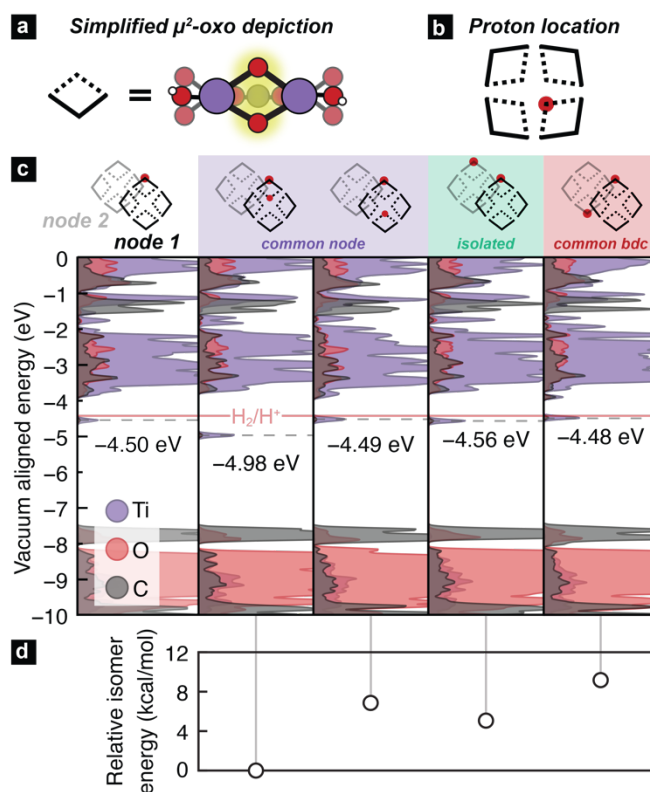 a Simplified µ²-oxo depiction
=
b Proton location
c
node 2
node 1
common node
isolated
common bdc
Vacuum aligned energy (eV)
0
−1
−2
−3
−4
−5
−6
−7
−8
−9
−10
H₂/H⁺
−4.50 eV
−4.98 eV
−4.49 eV
−4.56 eV
−4.48 eV
Ti
O
C
d
Relative isomer
energy (kcal/mol)
12
8
4
0